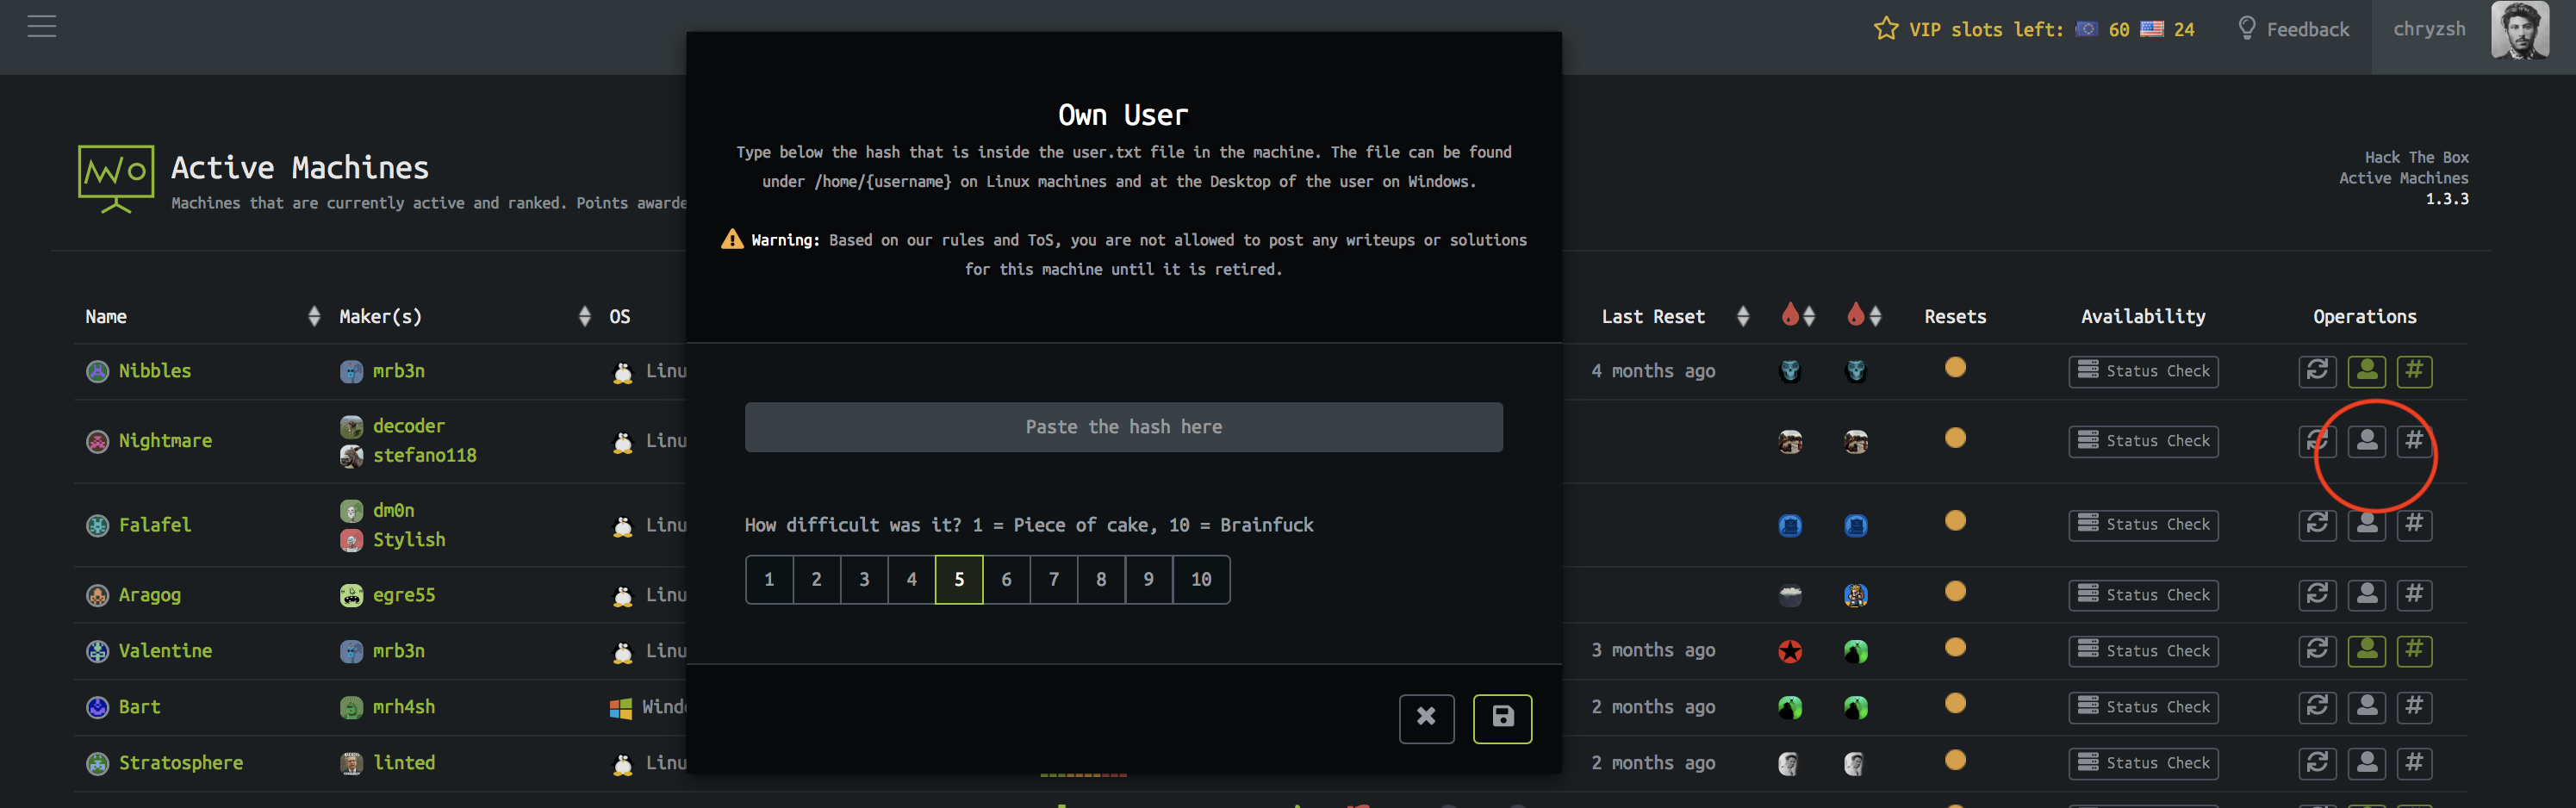 VIP slots left: 60 24 Feedback chryzsh
Active Machines
Machines that are currently active and ranked. Points awarde
Hack The Box
Active Machines
1.3.3
Own User
Type below the hash that is inside the user.txt file in the machine. The file can be found
under /home/{username} on Linux machines and at the Desktop of the user on Windows.
Warning: Based on our rules and ToS, you are not allowed to post any writeups or solutions
for this machine until it is retired.
Paste the hash here
How difficult was it? 1 = Piece of cake, 10 = Brainfuck
1 2 3 4 5 6 7 8 9 10
Name Maker(s) OS Last Reset Resets Availability Operations
Nibbles mrb3n Linu 4 months ago Status Check #
Nightmare decoder Linu Status Check #
stefano118
Falafel dm0n Linu Status Check #
Stylish
Aragog egre55 Linu Status Check #
Valentine mrb3n Linu 3 months ago Status Check #
Bart mrh4sh Windo 2 months ago Status Check #
Stratosphere linted Linu 2 months ago Status Check #